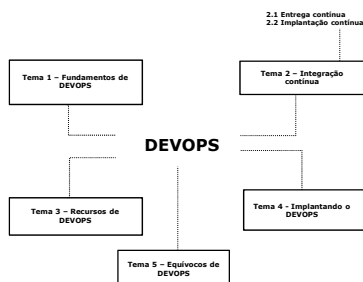 2.1 Entrega contínua
2.2 Implantação contínua
Tema 1 – Fundamentos de
DEVOPS
Tema 2 – Integração
contínua
DEVOPS
Tema 3 – Recursos de
DEVOPS
Tema 4 - Implantando o
DEVOPS
Tema 5 – Equívocos de
DEVOPS